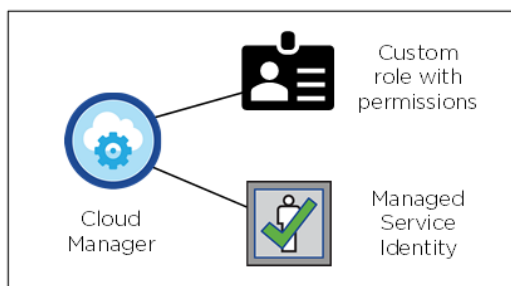 Custom
role with
permissions
Cloud
Manager
Managed
Service
Identity